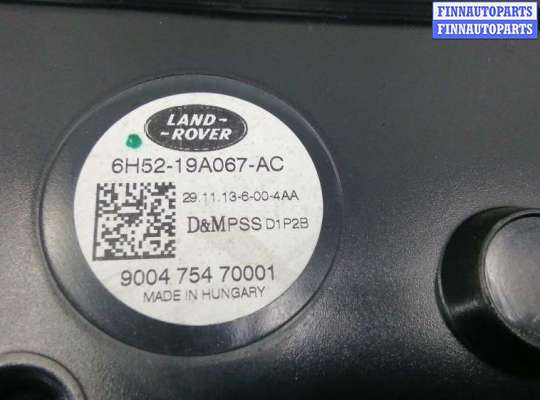 FINNAUTOPARTS
FINNAUTOPARTS
LAND-
-ROVER
6H52-19A067-AC
29.11.13-6-00-4AA
D&MPSS D1P2B
9004 754 70001
MADE IN HUNGARY